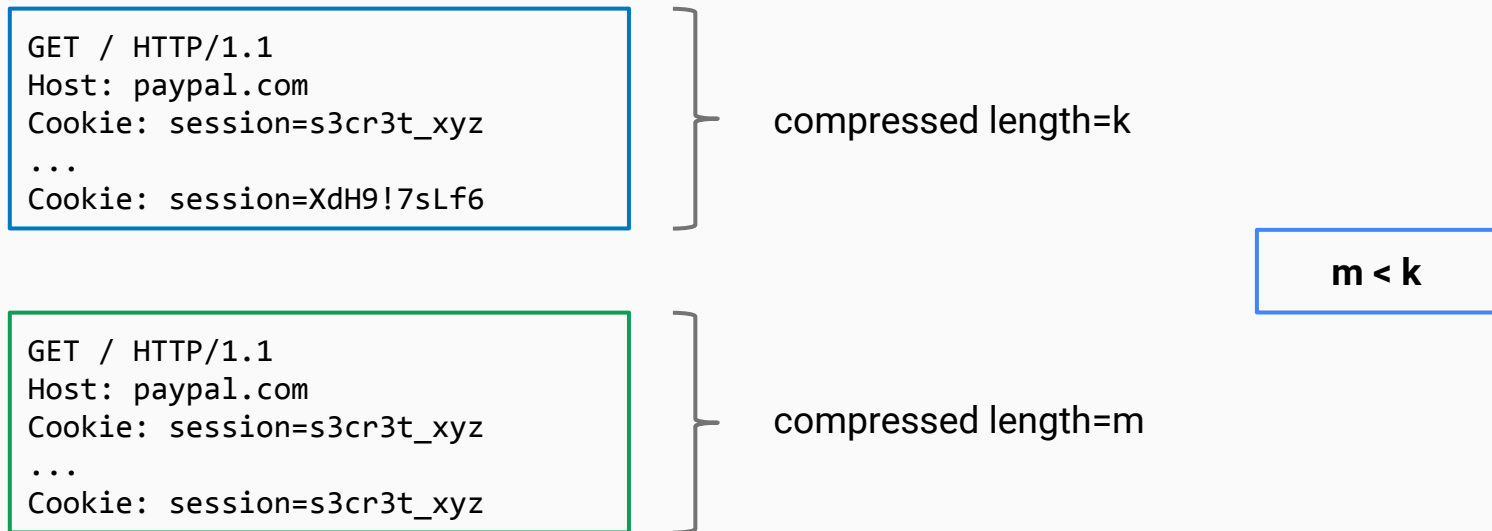 GET / HTTP/1.1
Host: paypal.com
Cookie: session=s3cr3t_xyz
...
Cookie: session=XdH9!7sLf6
compressed length=k
m < k
GET / HTTP/1.1
Host: paypal.com
Cookie: session=s3cr3t_xyz
...
Cookie: session=s3cr3t_xyz
compressed length=m